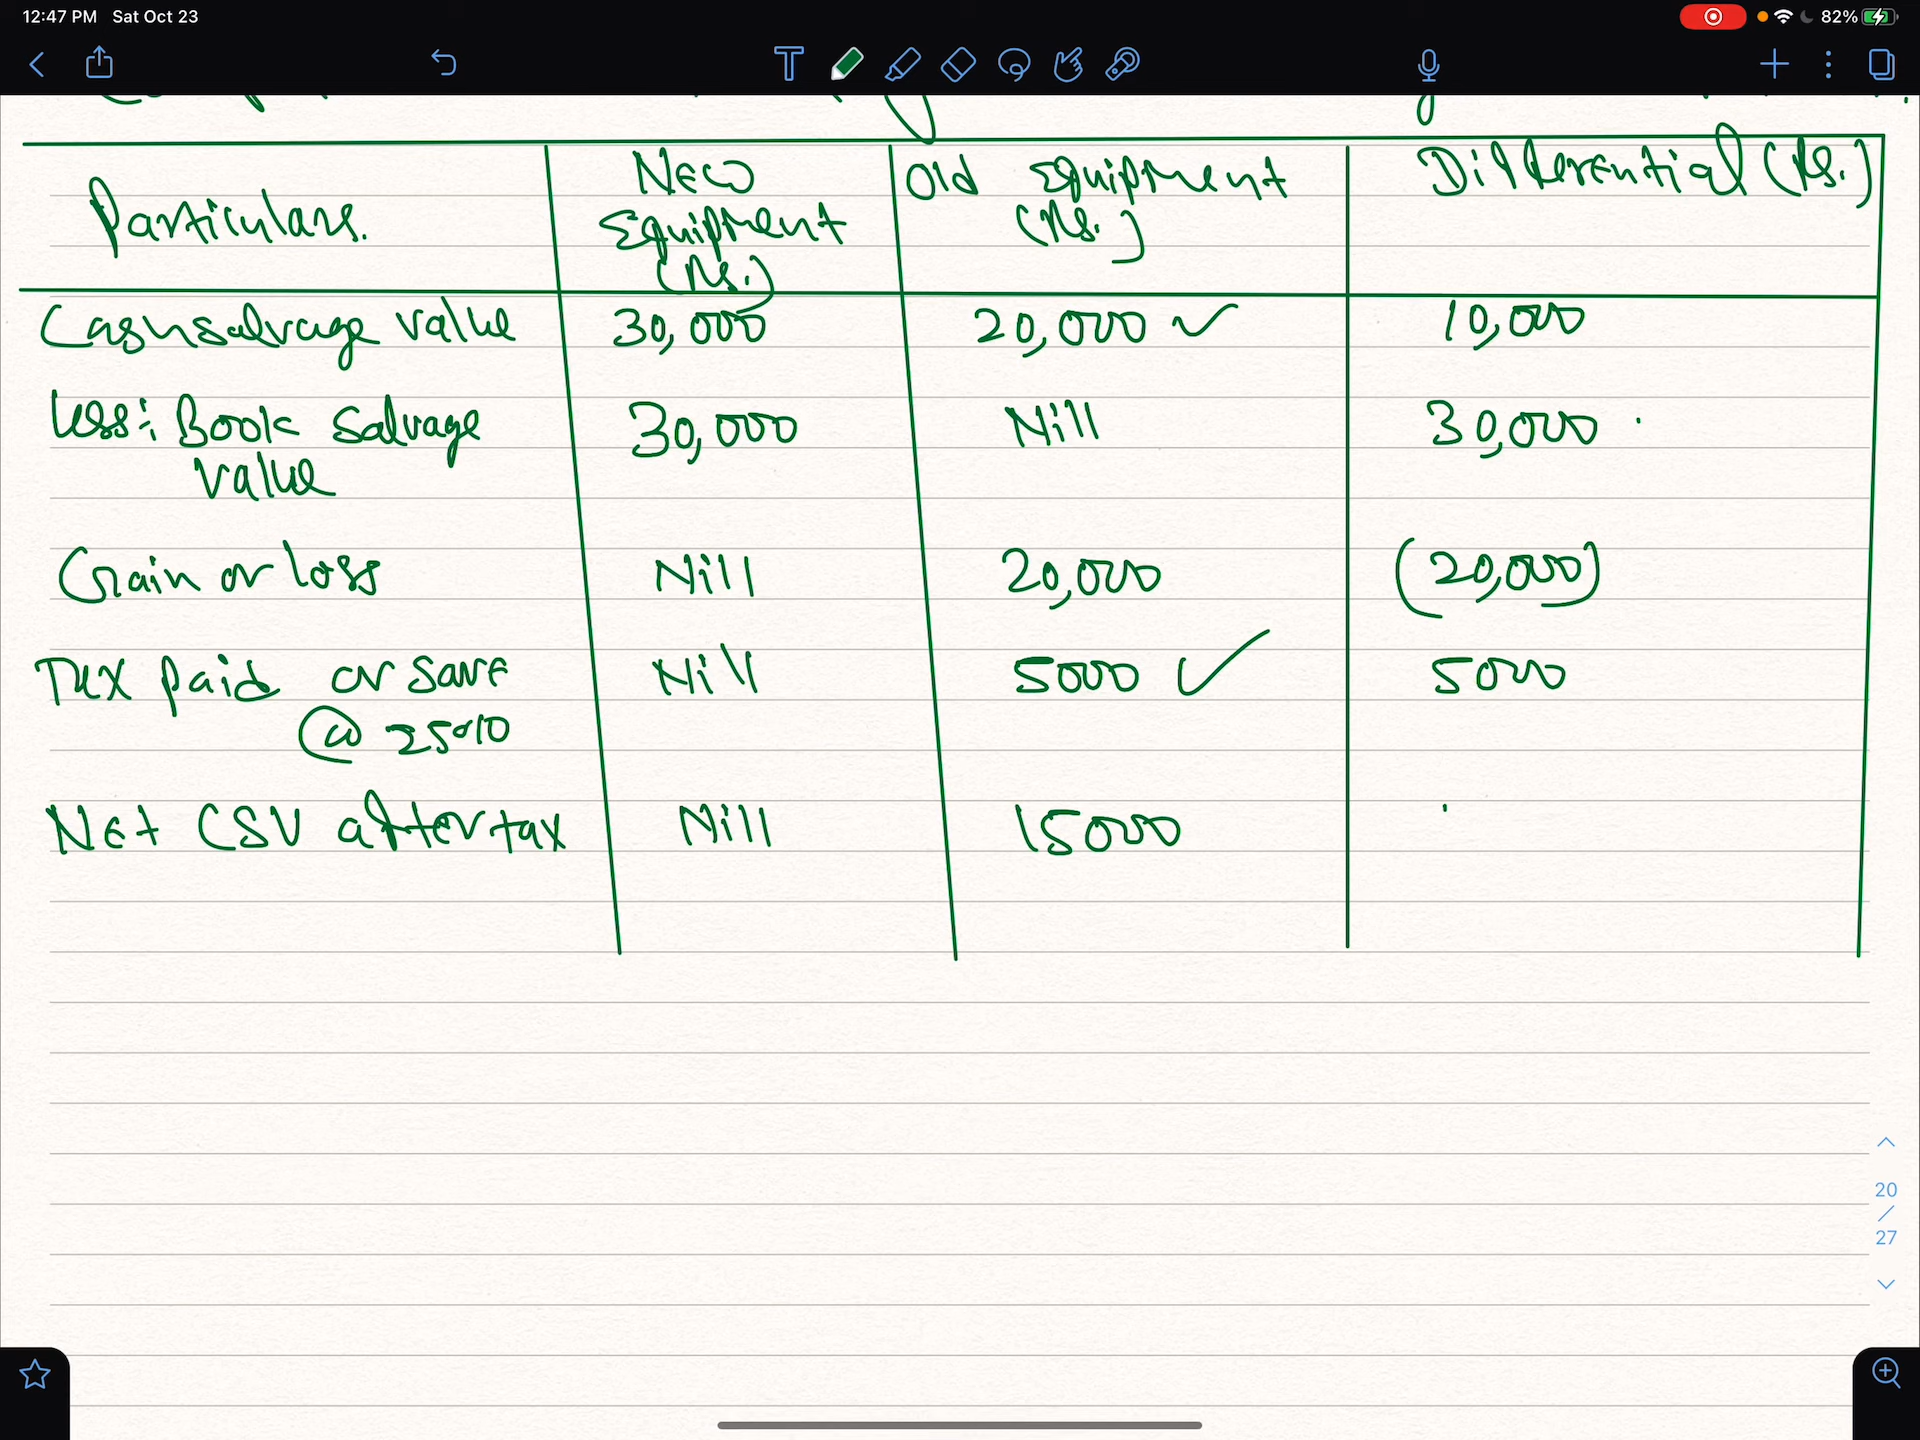 12:47 PM Sat Oct 23 82%
Particulars. New Equipment (Rs.) Old Equipment (Rs.) Differential (Rs.)
Cash salvage value 30,000 20,000 ✓ 10,000
Less: Book Salvage Value 30,000 Nill 30,000
Gain or loss Nill 20,000 (20,000)
Tax paid or save @ 25% Nill 5000 ✓ 5000
Net CSV after tax Nill 15000
20
/
27